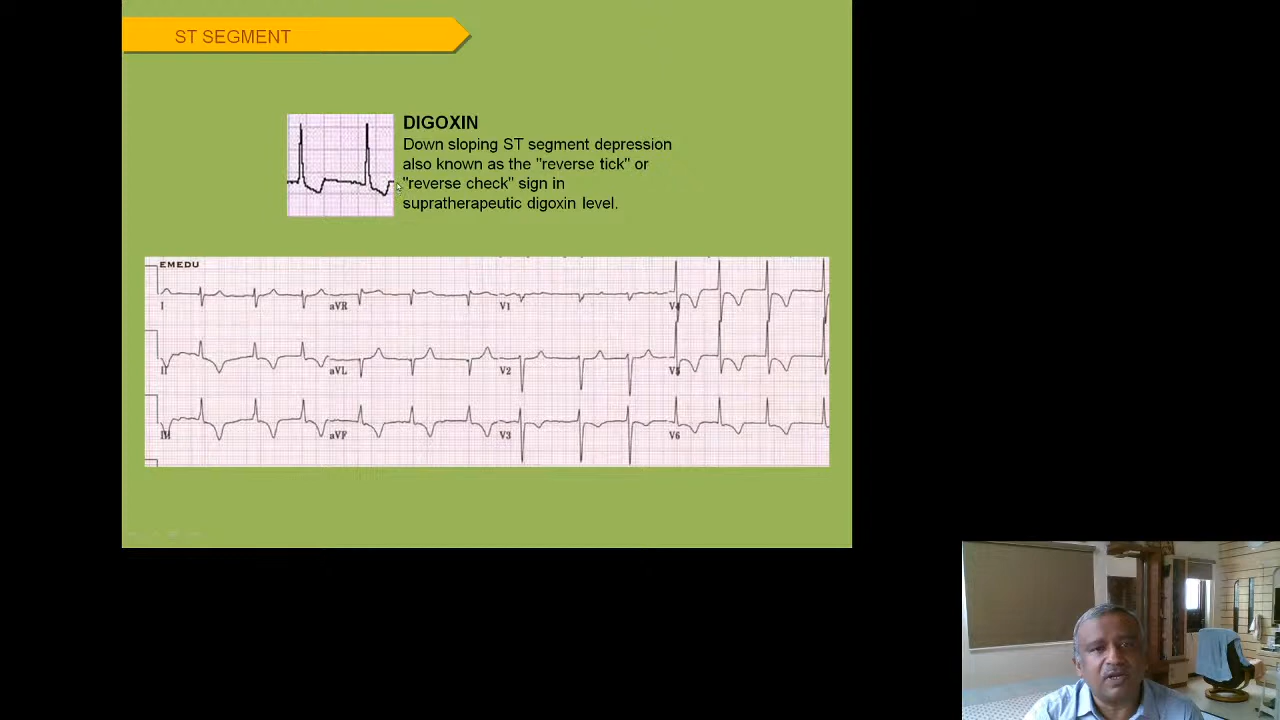 ST SEGMENT
DIGOXIN
Down sloping ST segment depression
also known as the "reverse tick" or
"reverse check" sign in
supratherapeutic digoxin level.
EMEDU
I aVR V1 V4
II aVL V2 V5
III aVF V3 V6